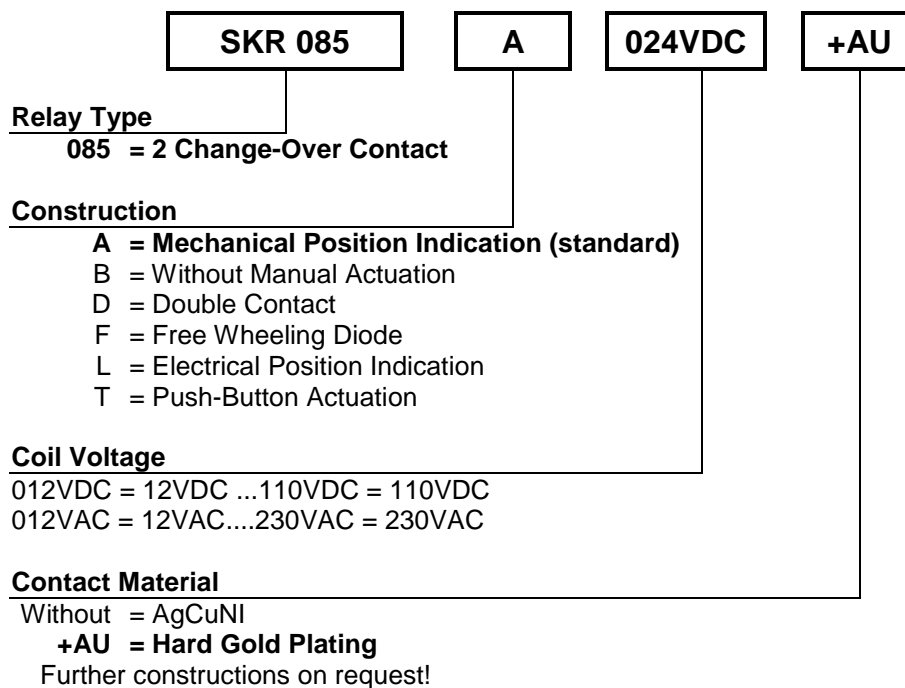 SKR 085 A 024VDC +AU
Relay Type
085 = 2 Change-Over Contact
Construction
A = Mechanical Position Indication (standard)
B = Without Manual Actuation
D = Double Contact
F = Free Wheeling Diode
L = Electrical Position Indication
T = Push-Button Actuation
Coil Voltage
012VDC = 12VDC ...110VDC = 110VDC
012VAC = 12VAC....230VAC = 230VAC
Contact Material
Without = AgCuNI
+AU = Hard Gold Plating
Further constructions on request!